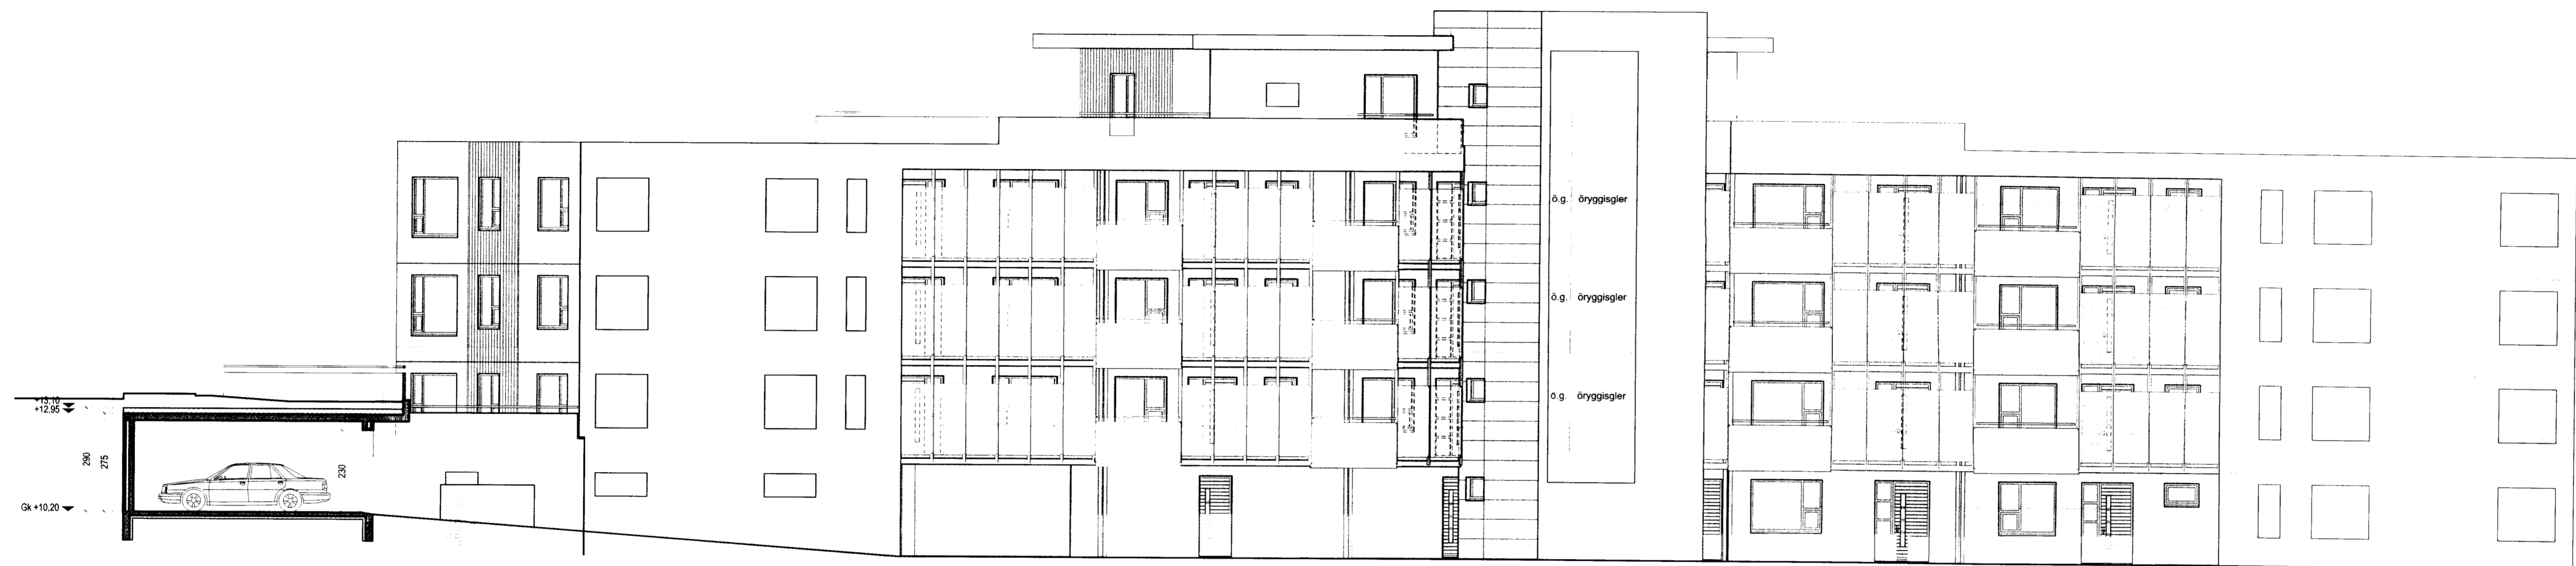 ö.g. öryggisgler
ö.g. öryggisgler
ö.g. öryggisgler
+13,10
+12,95
290
275
230
Gk +10,20